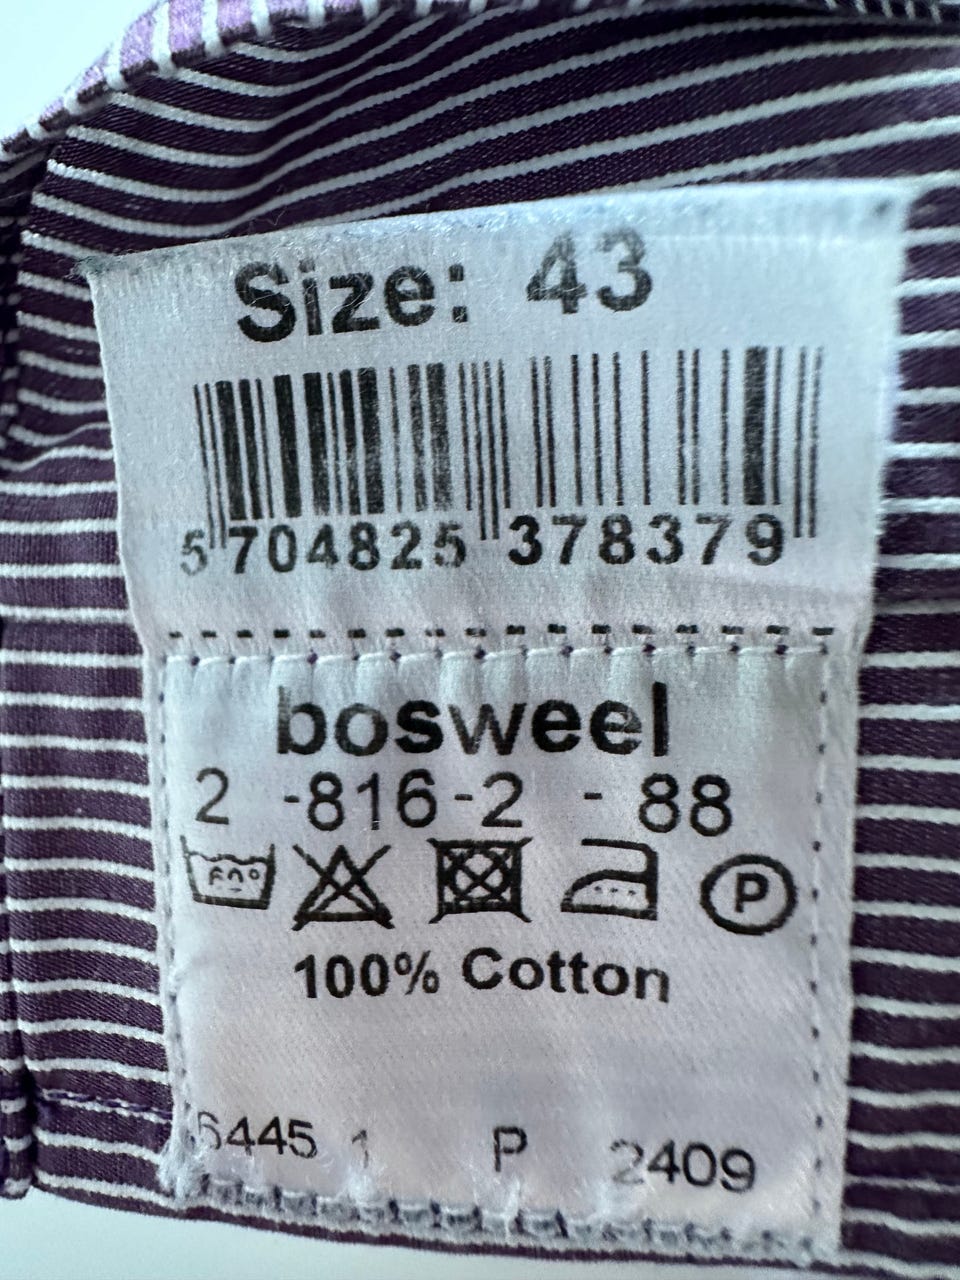 Size: 43
5 704825 378379
bosweel
2 -816-2 - 88
P
100% Cotton
6445 1 P 2409